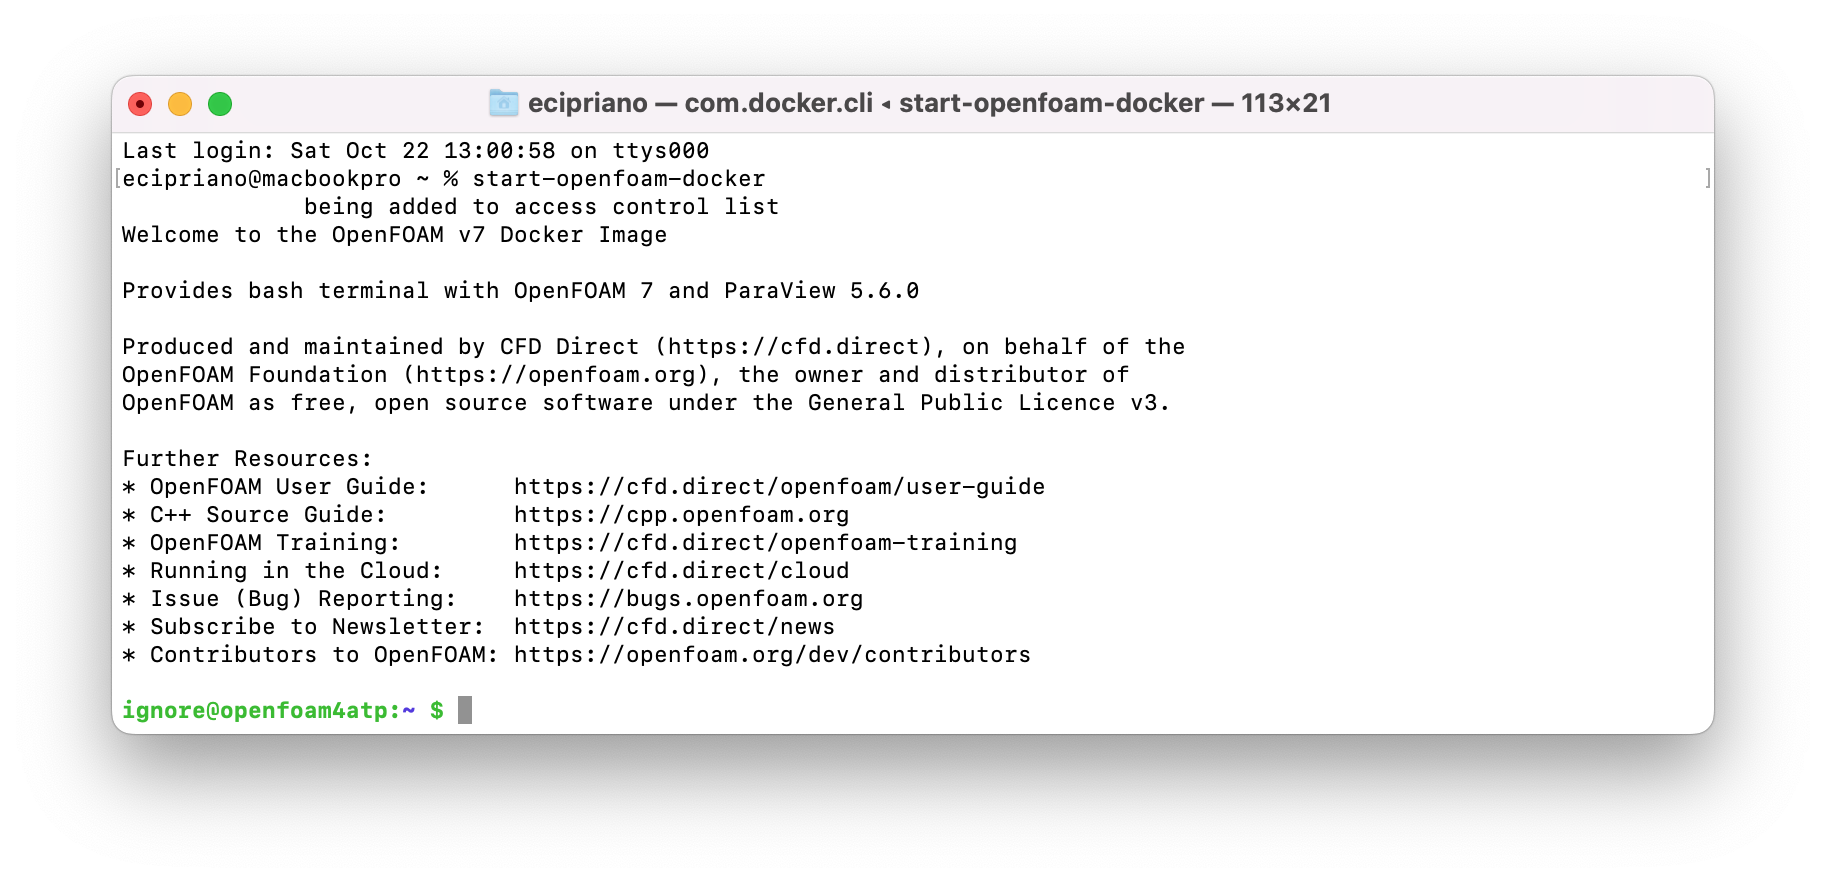 ecipriano — com.docker.cli ◂ start-openfoam-docker — 113×21
Last login: Sat Oct 22 13:00:58 on ttys000
[ecipriano@macbookpro ~ % start-openfoam-docker ]
being added to access control list
Welcome to the OpenFOAM v7 Docker Image
Provides bash terminal with OpenFOAM 7 and ParaView 5.6.0
Produced and maintained by CFD Direct (https://cfd.direct), on behalf of the
OpenFOAM Foundation (https://openfoam.org), the owner and distributor of
OpenFOAM as free, open source software under the General Public Licence v3.
Further Resources:
* OpenFOAM User Guide: https://cfd.direct/openfoam/user-guide
* C++ Source Guide: https://cpp.openfoam.org
* OpenFOAM Training: https://cfd.direct/openfoam-training
* Running in the Cloud: https://cfd.direct/cloud
* Issue (Bug) Reporting: https://bugs.openfoam.org
* Subscribe to Newsletter: https://cfd.direct/news
* Contributors to OpenFOAM: https://openfoam.org/dev/contributors
ignore@openfoam4atp:~ $